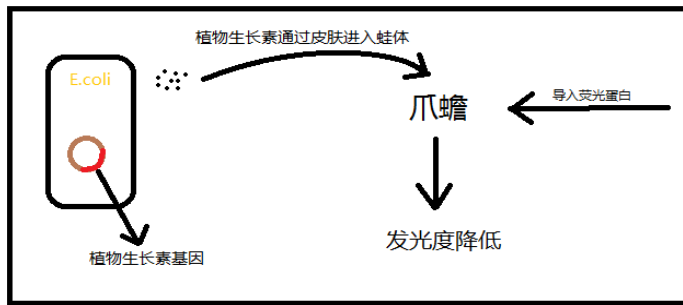 植物生长素通过皮肤进入蛙体
E.coli
爪蟾
导入荧光蛋白
发光度降低
植物生长素基因